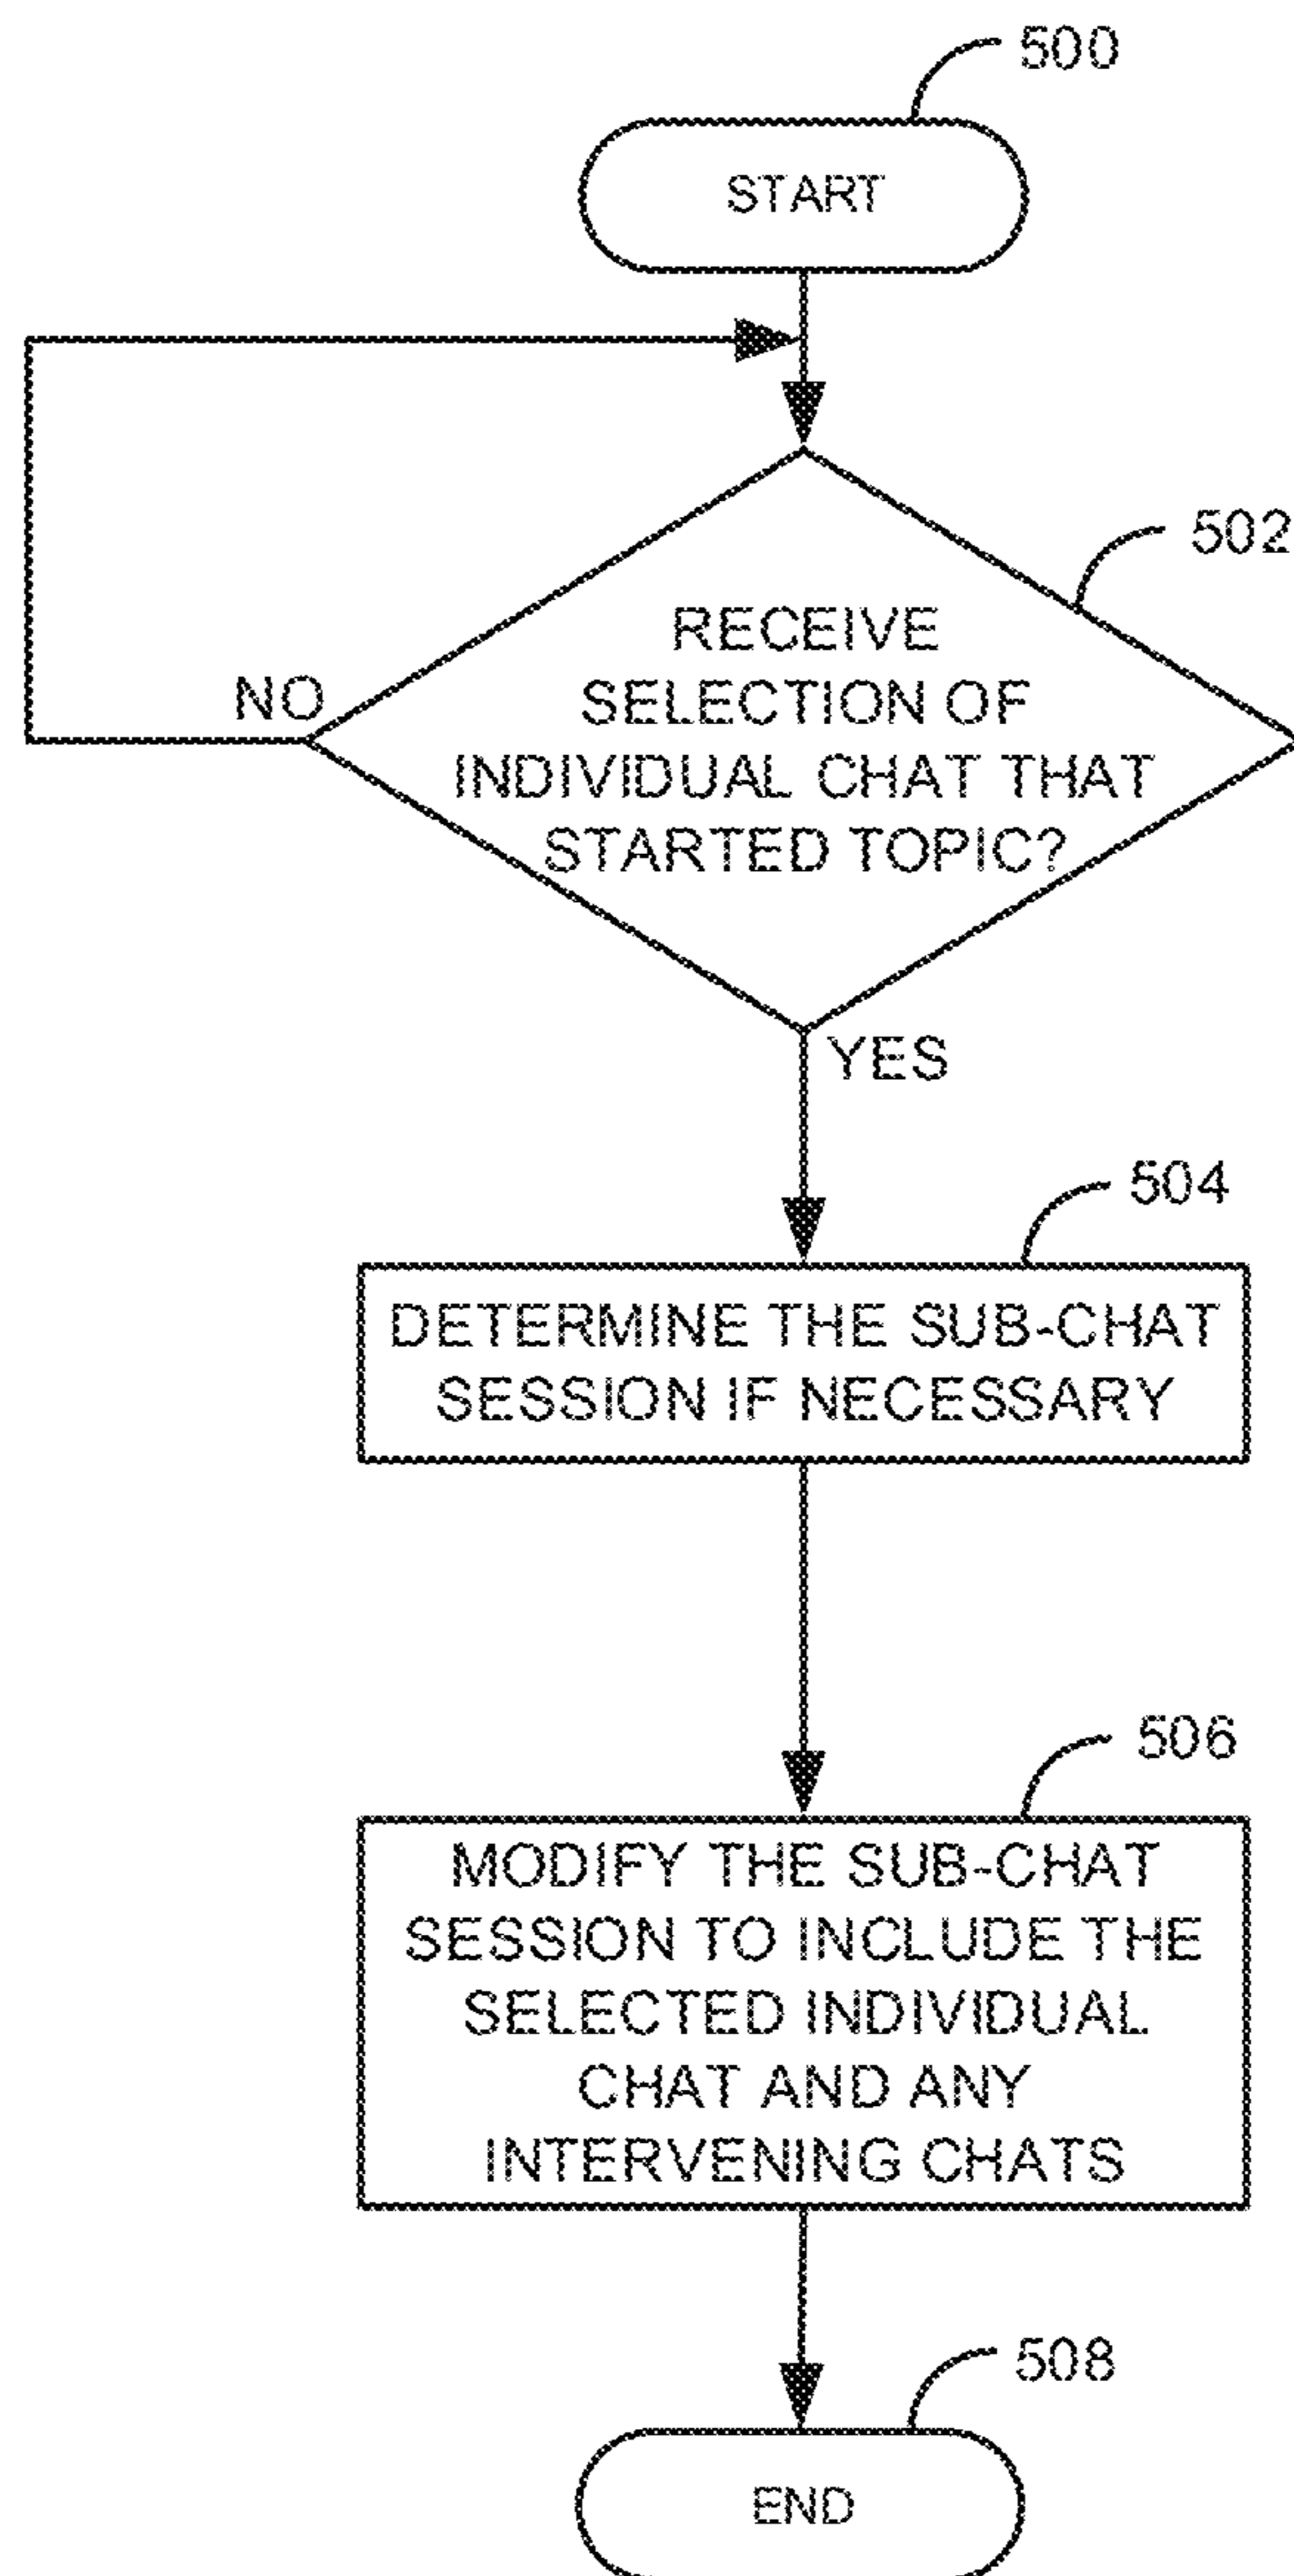 500
START
502
RECEIVE
SELECTION OF
INDIVIDUAL CHAT THAT
STARTED TOPIC?
NO
YES
504
DETERMINE THE SUB-CHAT
SESSION IF NECESSARY
506
MODIFY THE SUB-CHAT
SESSION TO INCLUDE THE
SELECTED INDIVIDUAL
CHAT AND ANY
INTERVENING CHATS
508
END